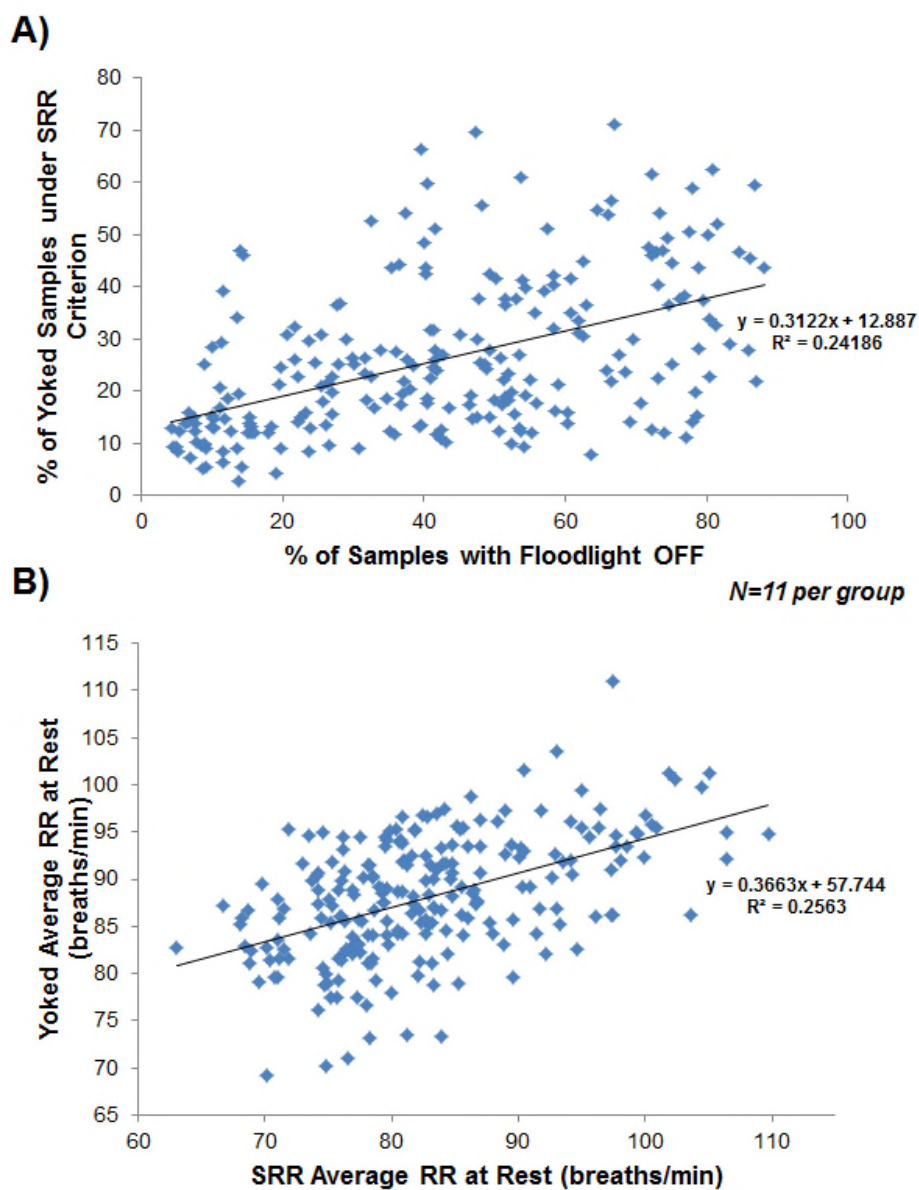 A)
80
70
60
50
40
30
20
10
0
% of Yoked Samples under SRR
Criterion
y = 0.3122x + 12.887
R² = 0.24186
0 20 40 60 80 100
% of Samples with Floodlight OFF
B)
N=11 per group
115
110
105
100
95
90
85
80
75
70
65
Yoked Average RR at Rest
(breaths/min)
y = 0.3663x + 57.744
R² = 0.2563
60 70 80 90 100 110
SRR Average RR at Rest (breaths/min)